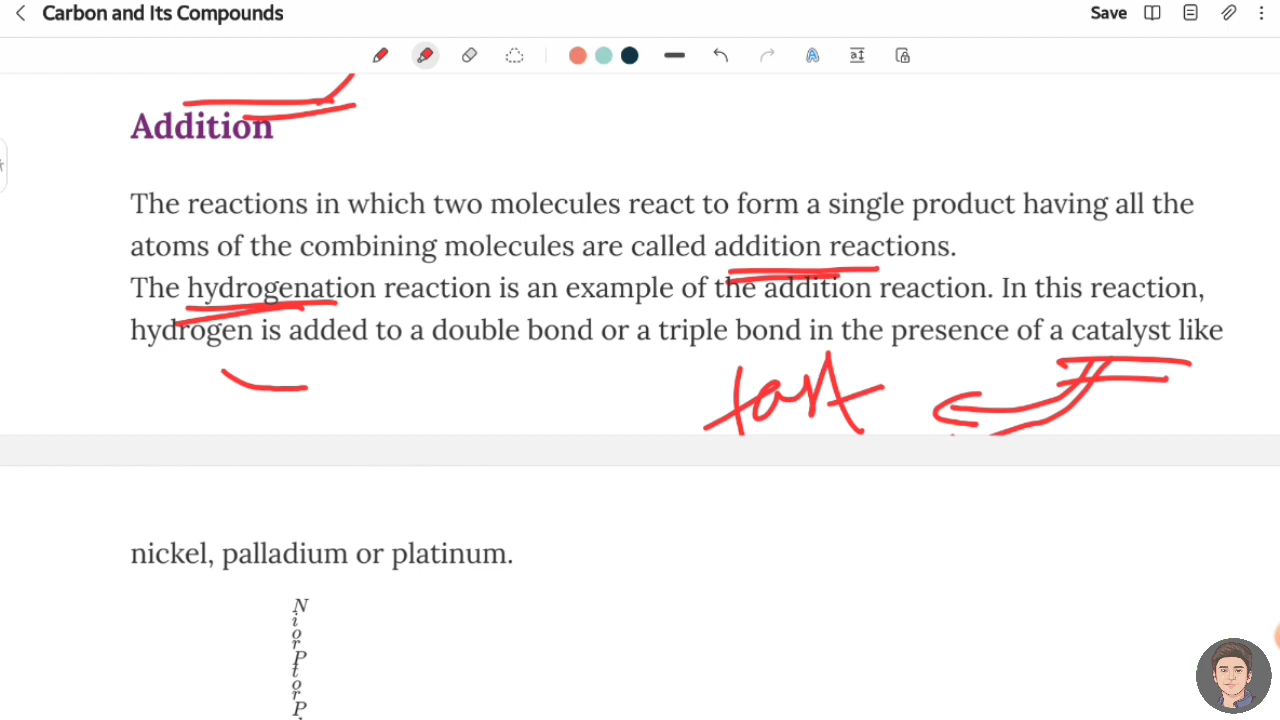 Carbon and Its Compounds
Save
Addition
The reactions in which two molecules react to form a single product having all the
atoms of the combining molecules are called addition reactions.
The hydrogenation reaction is an example of the addition reaction. In this reaction,
hydrogen is added to a double bond or a triple bond in the presence of a catalyst like
fast
nickel, palladium or platinum.
N
i
o
r
P
t
o
r
P